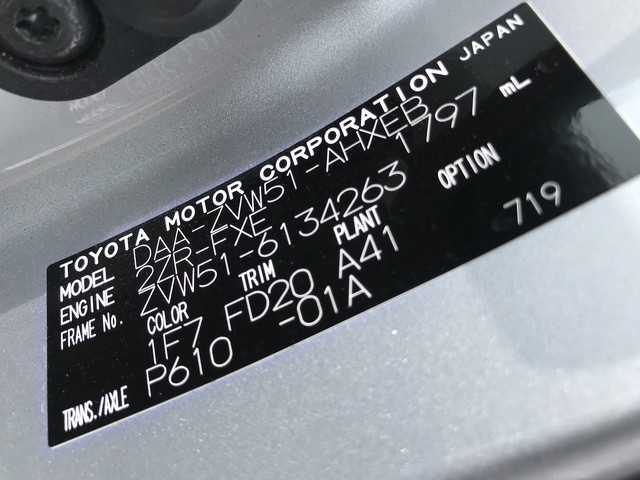 TOYOTA MOTOR CORPORATION JAPAN
MODEL DAA-ZVW51-AHXEB
ENGINE 2ZR-FXE 1797 mL
FRAME No. ZVW51-6134263
COLOR TRIM PLANT OPTION
1F7 FD20 A41 719
TRANS./AXLE P610 -01A